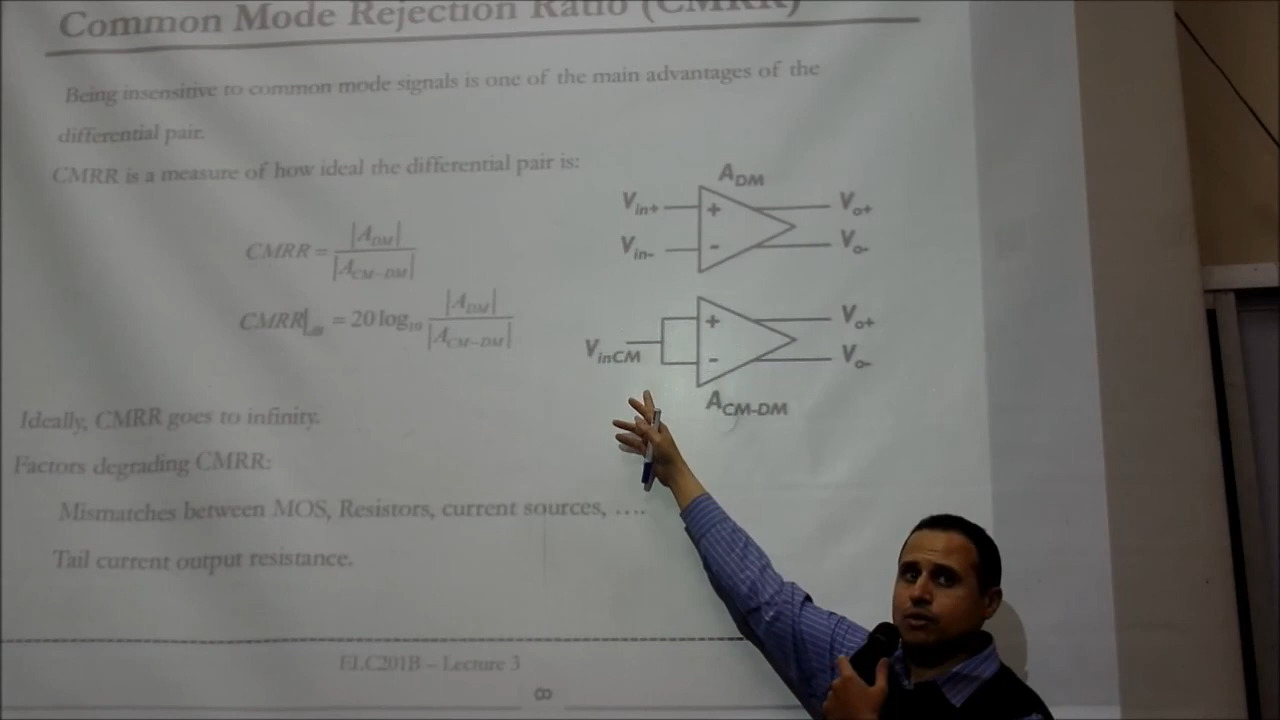 Common Mode Rejection Ratio (CMRR)
Being insensitive to common mode signals is one of the main advantages of the
differential pair.
CMRR is a measure of how ideal the differential pair is:
CMRR = |A_DM| / |A_CM-DM|
CMRR|_dB = 20 log_10 |A_DM| / |A_CM-DM|
A_DM
V_in+ + V_o+
V_in- - V_o-
V_inCM + - V_o+ V_o-
A_CM-DM
Ideally, CMRR goes to infinity.
Factors degrading CMRR:
Mismatches between MOS, Resistors, current sources, ….
Tail current output resistance.
ELC201B – Lecture 3
8